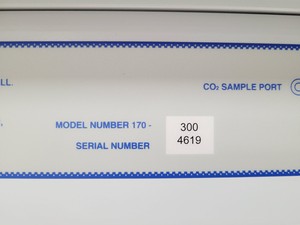 LL
CO₂ SAMPLE PORT
MODEL NUMBER 170 - 300
SERIAL NUMBER 4619